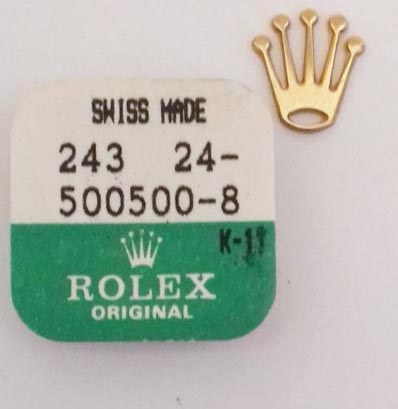 SWISS MADE
243 24-
500500-8
K-11
ROLEX
ORIGINAL